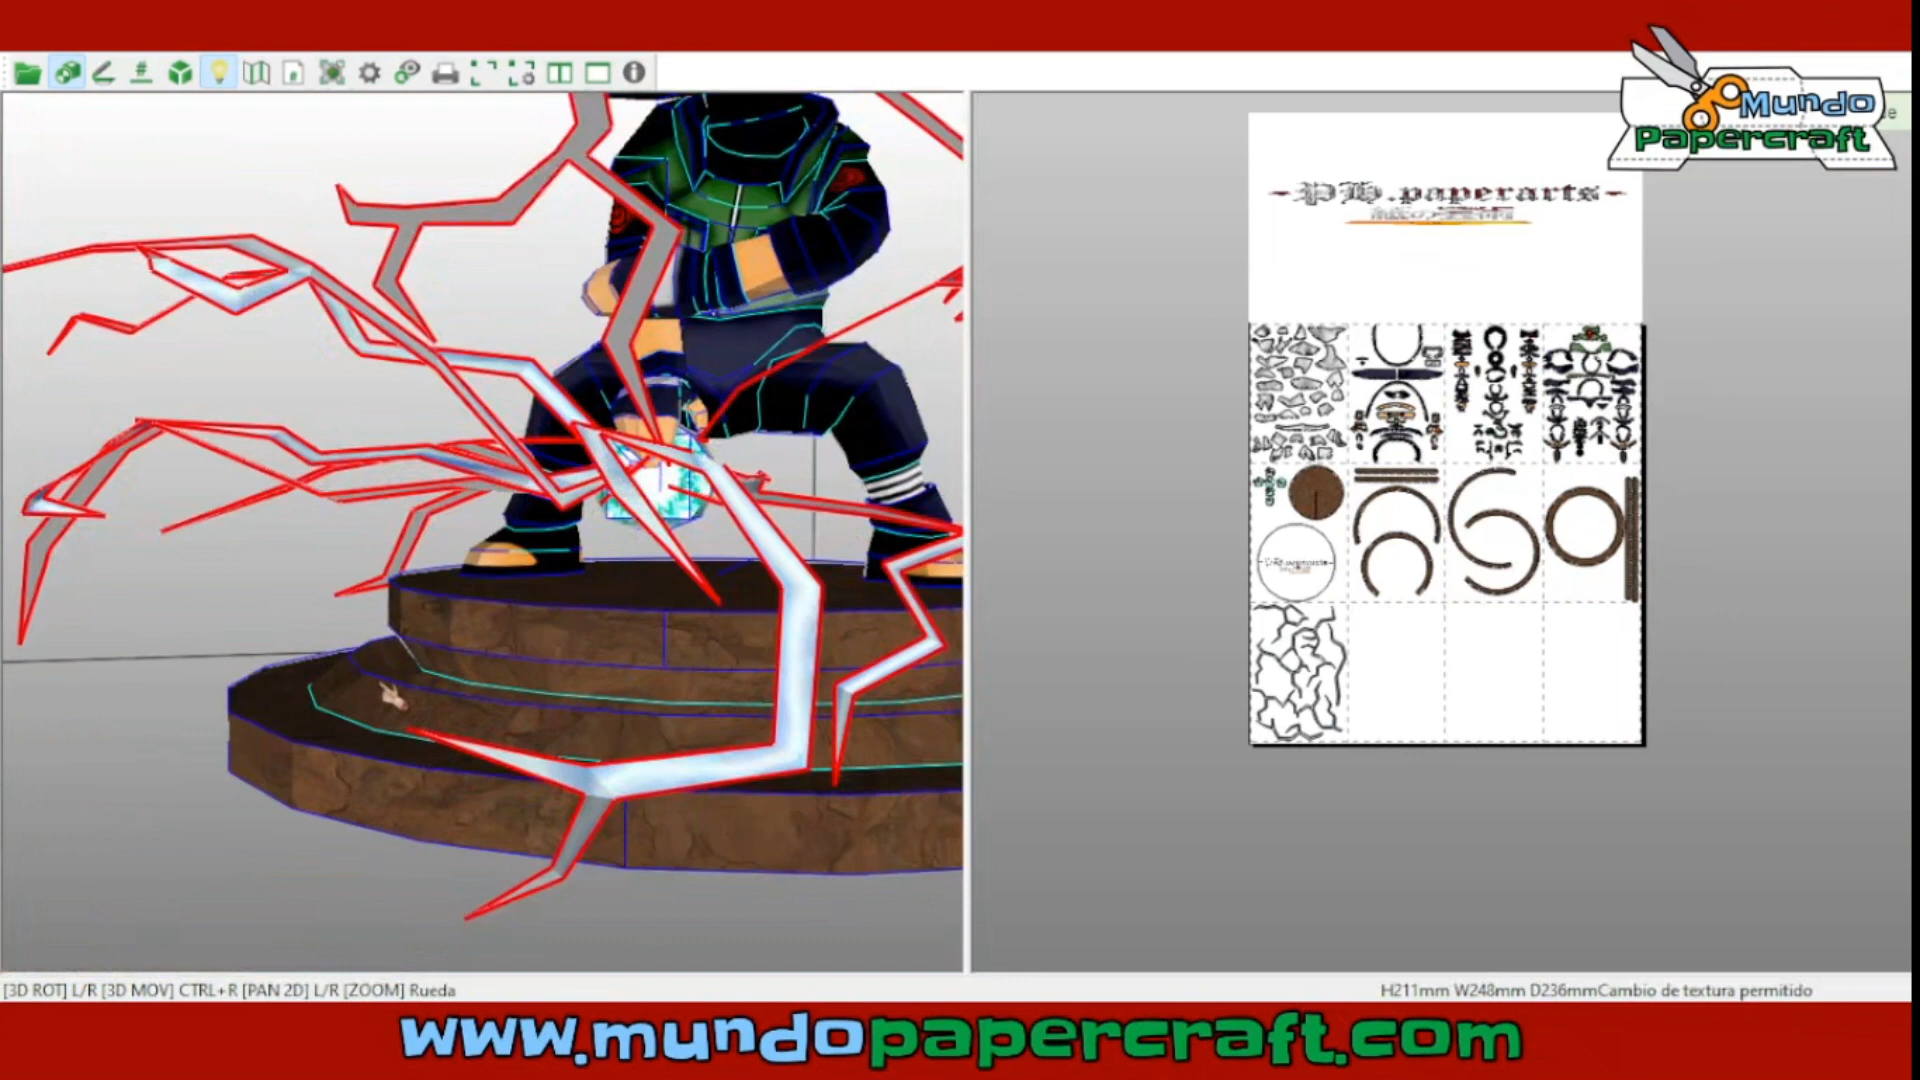 Mundo
Papercraft
-PB.paperarts-
[3D ROT] L/R [3D MOV] CTRL+R [PAN 2D] L/R [ZOOM] Rueda
H211mm W248mm D236mmCambio de textura permitido
www.mundopapercraft.com